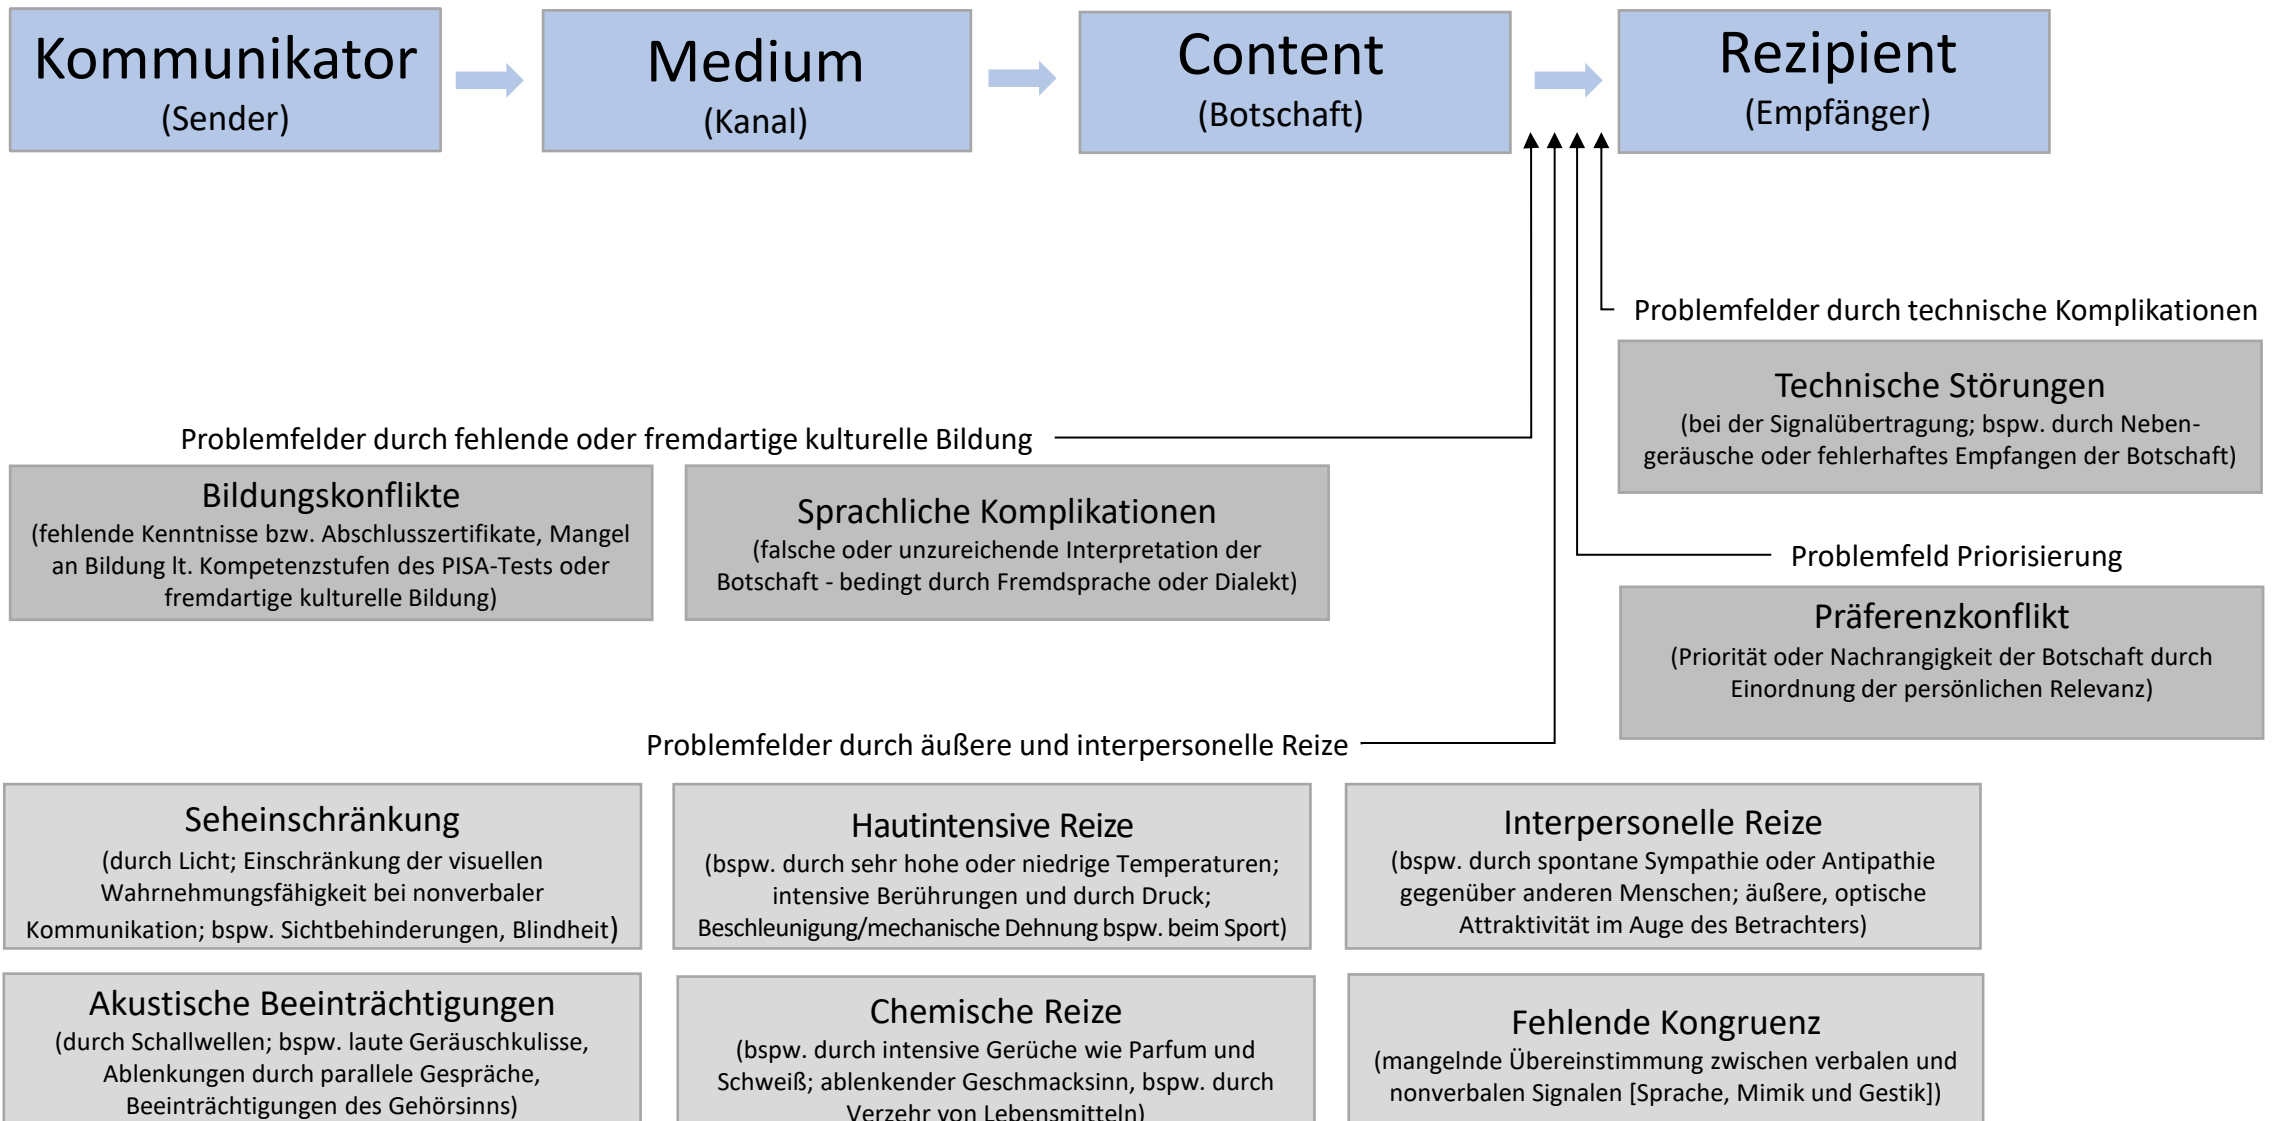 Kommunikator
(Sender)
Medium
(Kanal)
Content
(Botschaft)
Rezipient
(Empfänger)
Problemfelder durch technische Komplikationen
Technische Störungen
(bei der Signalübertragung; bspw. durch Neben-
geräusche oder fehlerhaftes Empfangen der Botschaft)
Problemfelder durch fehlende oder fremdartige kulturelle Bildung
Bildungskonflikte
(fehlende Kenntnisse bzw. Abschlusszertifikate, Mangel
an Bildung lt. Kompetenzstufen des PISA-Tests oder
fremdartige kulturelle Bildung)
Sprachliche Komplikationen
(falsche oder unzureichende Interpretation der
Botschaft - bedingt durch Fremdsprache oder Dialekt)
Problemfeld Priorisierung
Präferenzkonflikt
(Priorität oder Nachrangigkeit der Botschaft durch
Einordnung der persönlichen Relevanz)
Problemfelder durch äußere und interpersonelle Reize
Seheinschränkung
(durch Licht; Einschränkung der visuellen
Wahrnehmungsfähigkeit bei nonverbaler
Kommunikation; bspw. Sichtbehinderungen, Blindheit)
Hautintensive Reize
(bspw. durch sehr hohe oder niedrige Temperaturen;
intensive Berührungen und durch Druck;
Beschleunigung/mechanische Dehnung bspw. beim Sport)
Interpersonelle Reize
(bspw. durch spontane Sympathie oder Antipathie
gegenüber anderen Menschen; äußere, optische
Attraktivität im Auge des Betrachters)
Akustische Beeinträchtigungen
(durch Schallwellen; bspw. laute Geräuschkulisse,
Ablenkungen durch parallele Gespräche,
Beeinträchtigungen des Gehörsinns)
Chemische Reize
(bspw. durch intensive Gerüche wie Parfum und
Schweiß; ablenkender Geschmacksinn, bspw. durch
Verzehr von Lebensmitteln)
Fehlende Kongruenz
(mangelnde Übereinstimmung zwischen verbalen und
nonverbalen Signalen [Sprache, Mimik und Gestik])